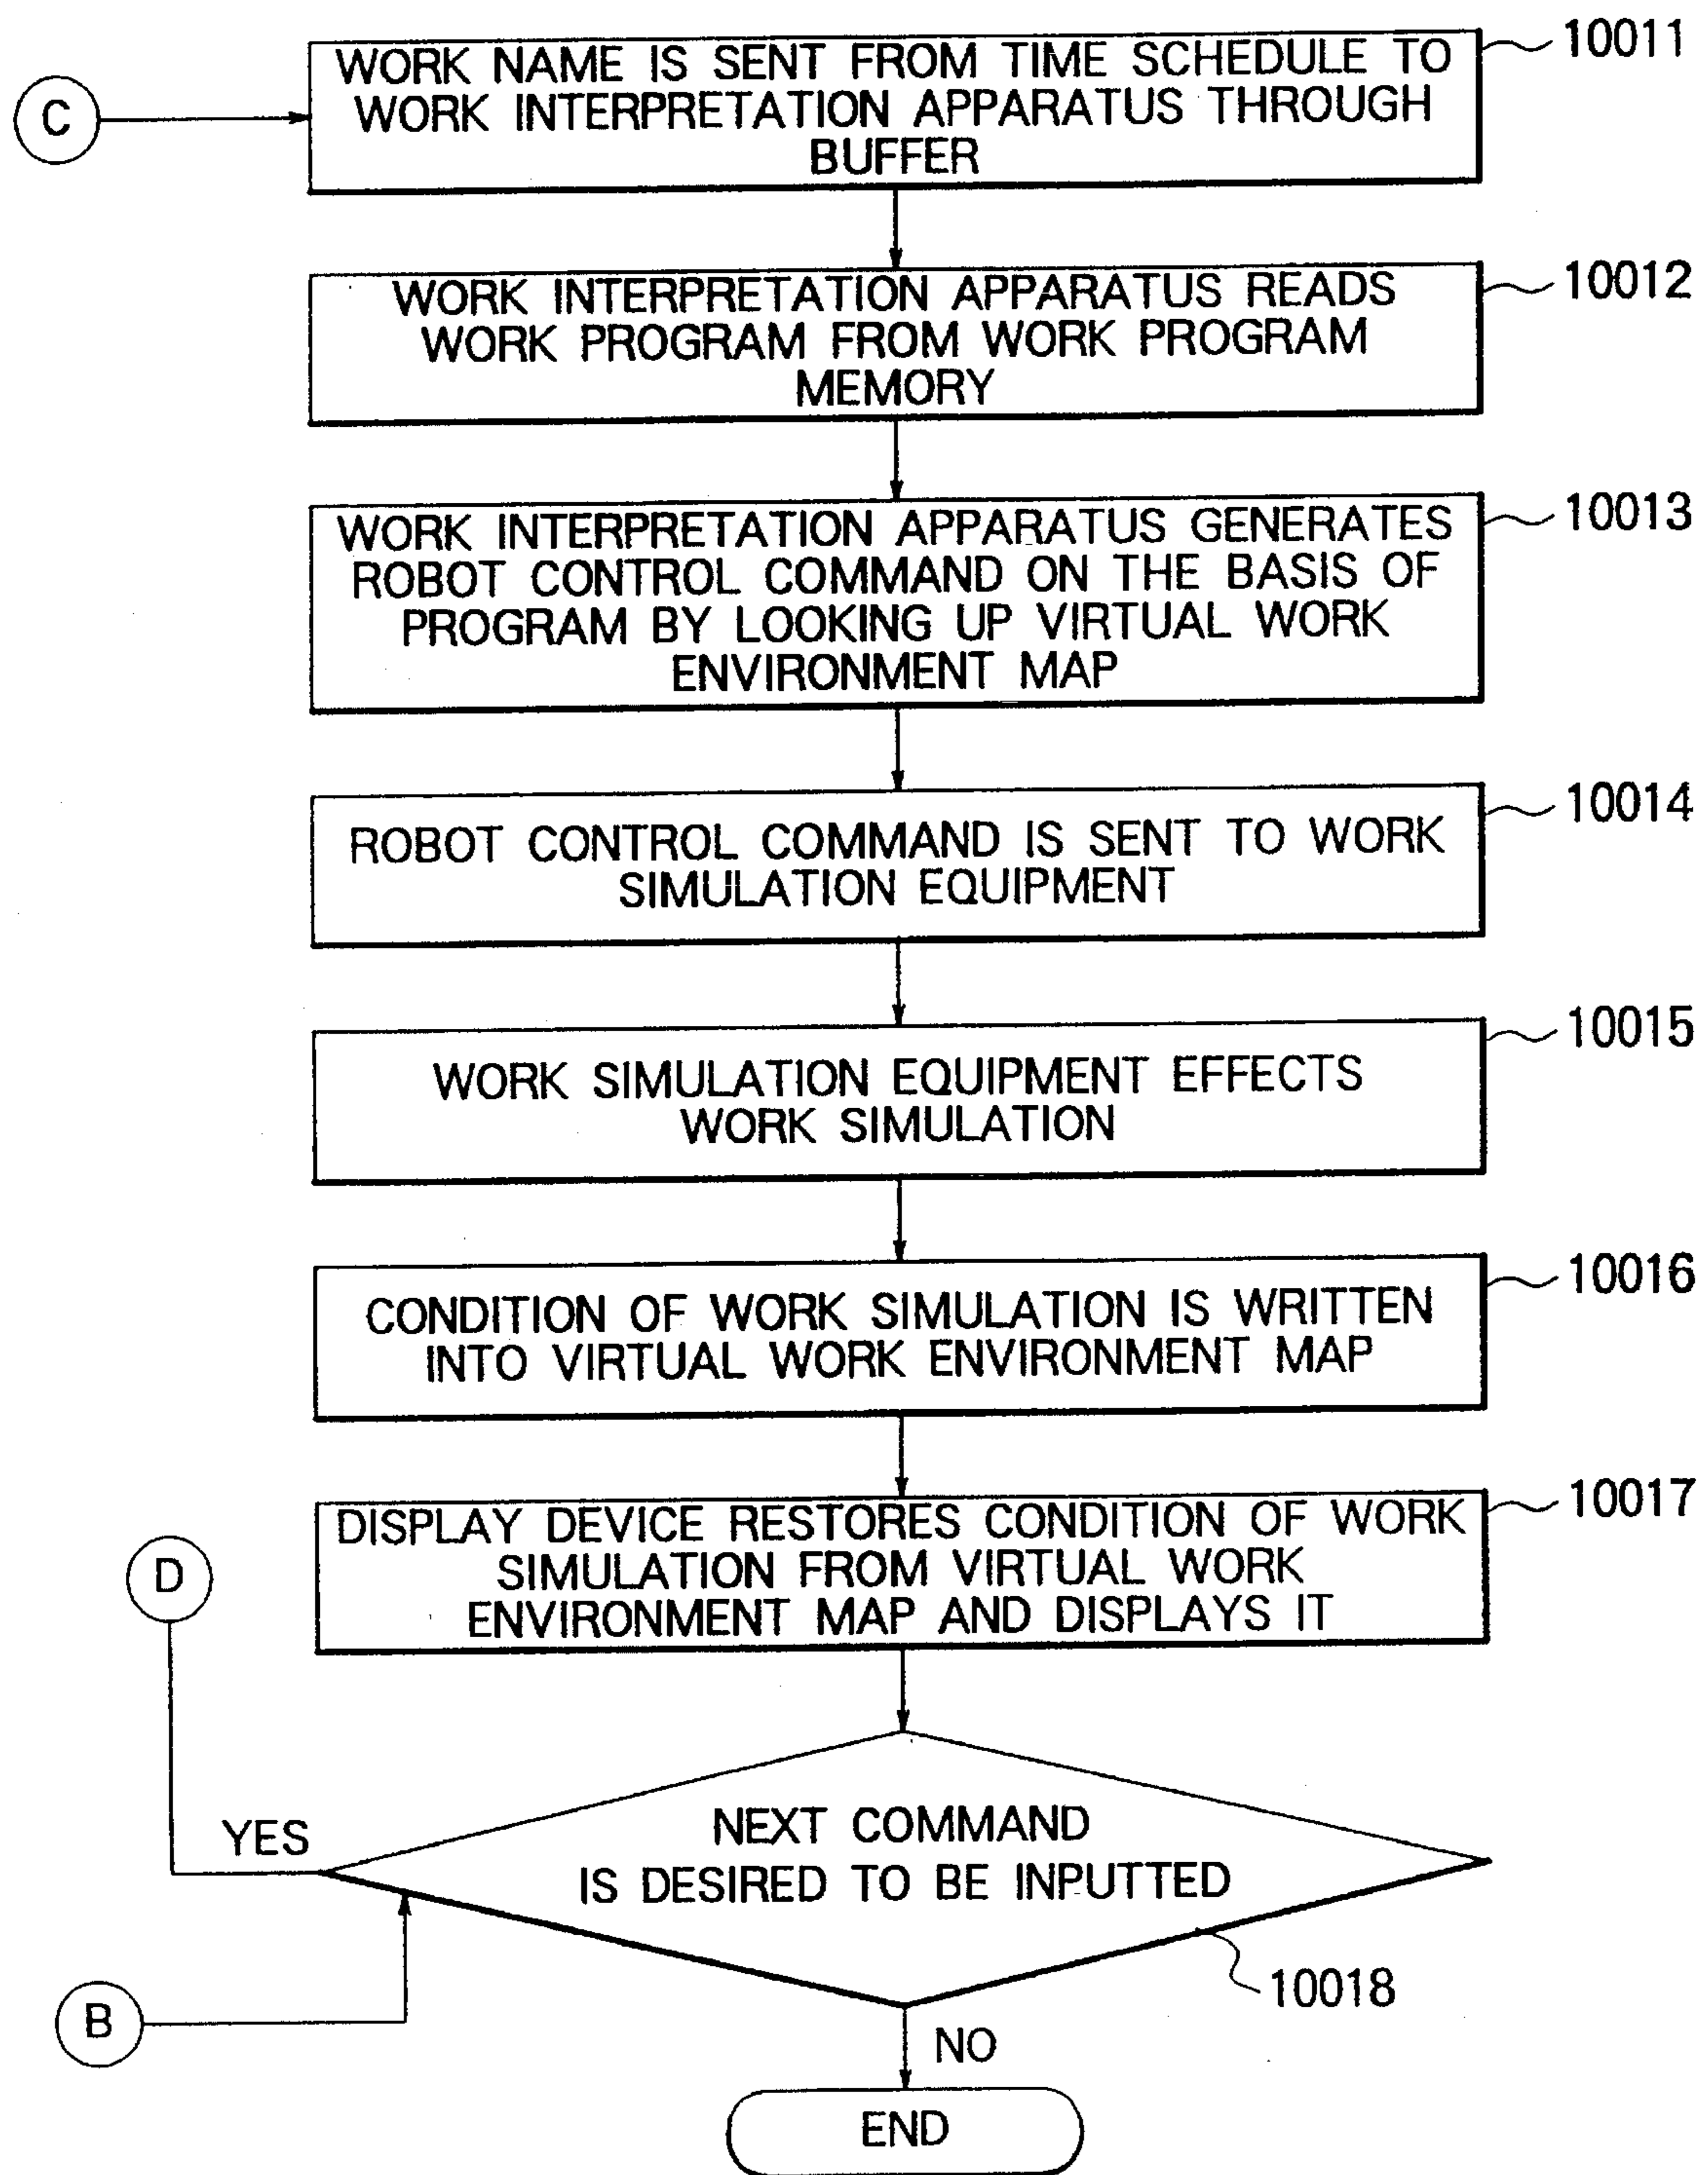 10011
C
WORK NAME IS SENT FROM TIME SCHEDULE TO
WORK INTERPRETATION APPARATUS THROUGH
BUFFER
10012
WORK INTERPRETATION APPARATUS READS
WORK PROGRAM FROM WORK PROGRAM
MEMORY
10013
WORK INTERPRETATION APPARATUS GENERATES
ROBOT CONTROL COMMAND ON THE BASIS OF
PROGRAM BY LOOKING UP VIRTUAL WORK
ENVIRONMENT MAP
10014
ROBOT CONTROL COMMAND IS SENT TO WORK
SIMULATION EQUIPMENT
10015
WORK SIMULATION EQUIPMENT EFFECTS
WORK SIMULATION
10016
CONDITION OF WORK SIMULATION IS WRITTEN
INTO VIRTUAL WORK ENVIRONMENT MAP
10017
DISPLAY DEVICE RESTORES CONDITION OF WORK
SIMULATION FROM VIRTUAL WORK
ENVIRONMENT MAP AND DISPLAYS IT
D
YES
NEXT COMMAND
IS DESIRED TO BE INPUTTED
10018
B
NO
END